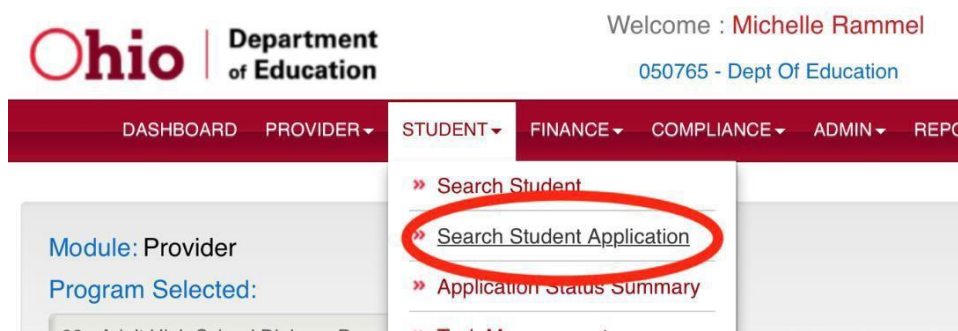 Ohio Department of Education
Welcome : Michelle Rammel
050765 - Dept Of Education
DASHBOARD PROVIDER STUDENT FINANCE COMPLIANCE ADMIN
» Search Student
» Search Student Application
» Application Status Summary
Module: Provider
Program Selected: